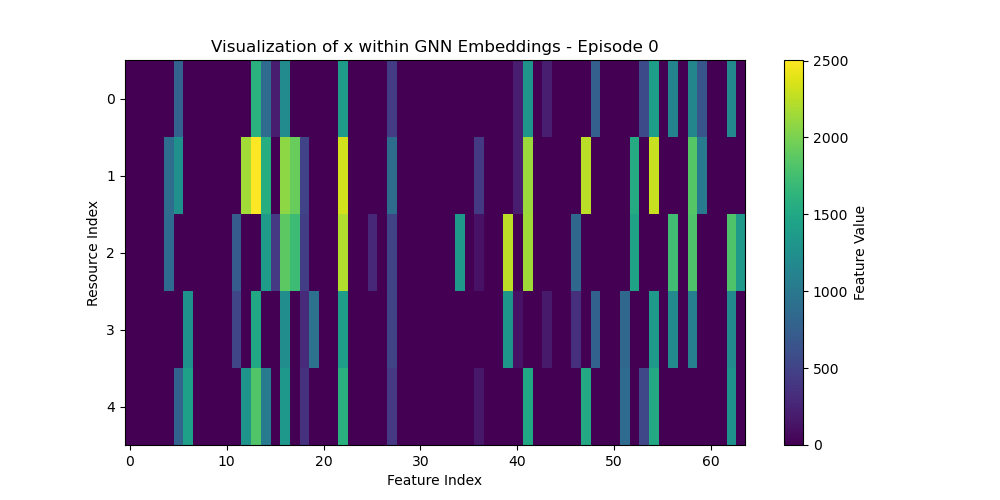 Visualization of x within GNN Embeddings - Episode 0
Resource Index
0
1
2
3
4
0 10 20 30 40 50 60
Feature Index
2500
2000
1500
1000
500
0
Feature Value